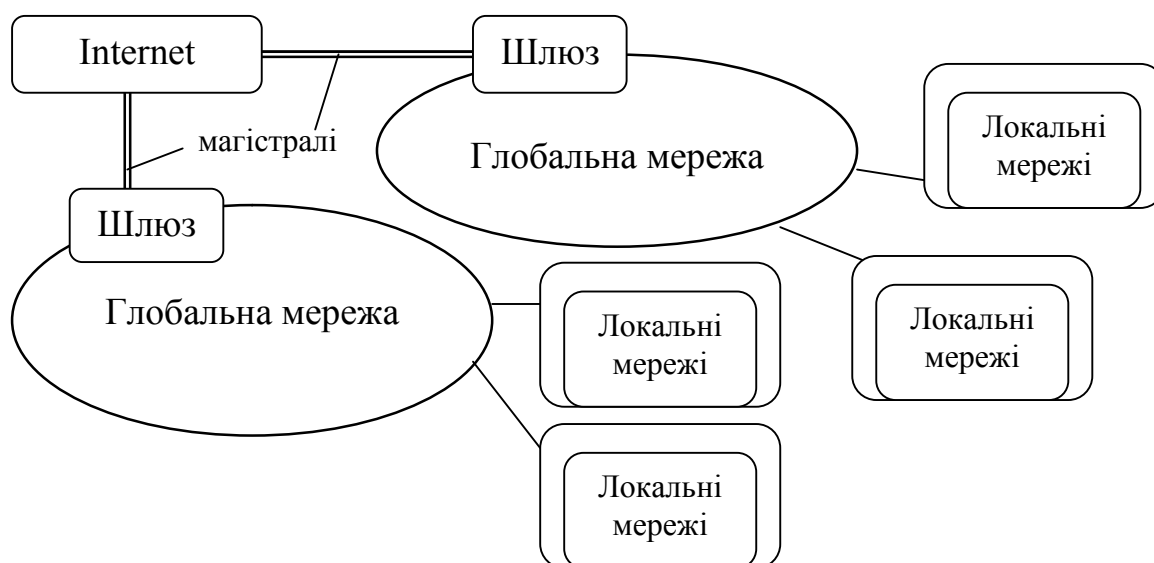 Internet
Шлюз
магістралі
Глобальна мережа
Локальні
мережі
Шлюз
Глобальна мережа
Локальні
мережі
Локальні
мережі
Локальні
мережі